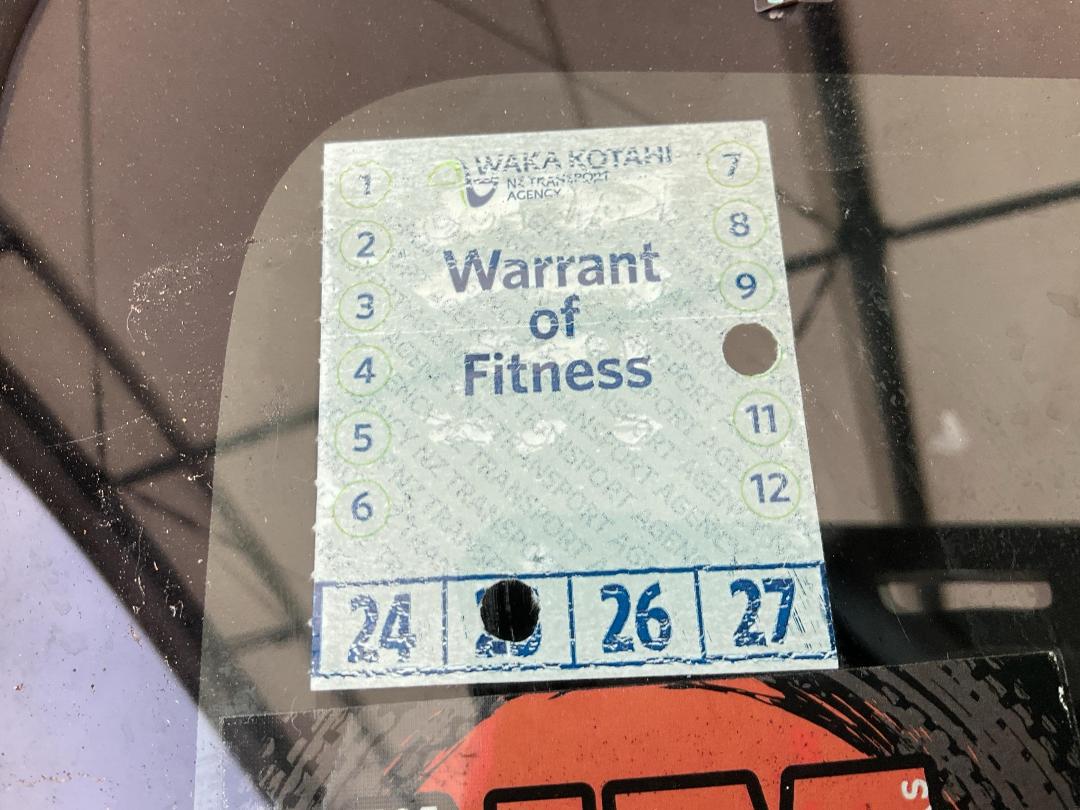 WAKA KOTAHI
NZ TRANSPORT
AGENCY
Warrant
of
Fitness
1
2
3
4
5
6
7
8
9
11
12
24
26
27
S